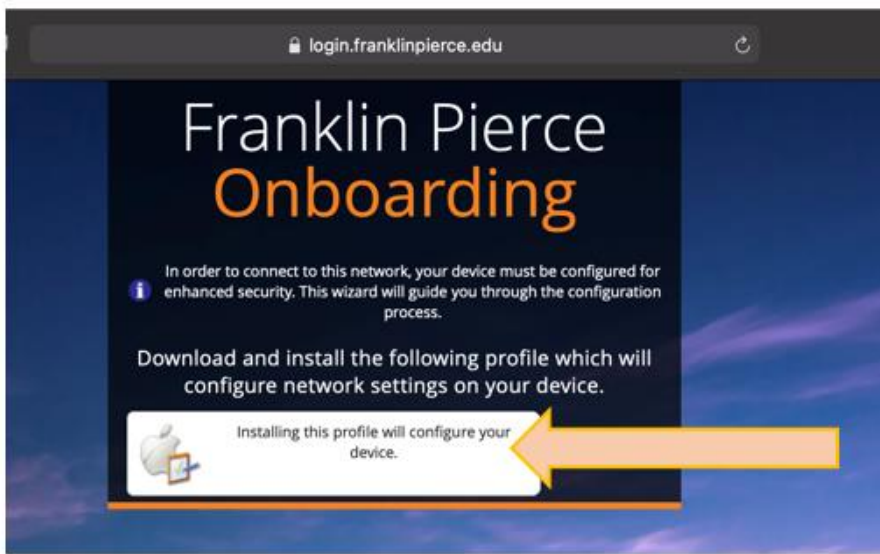 login.franklinpierce.edu
Franklin Pierce
Onboarding
In order to connect to this network, your device must be configured for
enhanced security. This wizard will guide you through the configuration
process.
Download and install the following profile which will
configure network settings on your device.
Installing this profile will configure your
device.